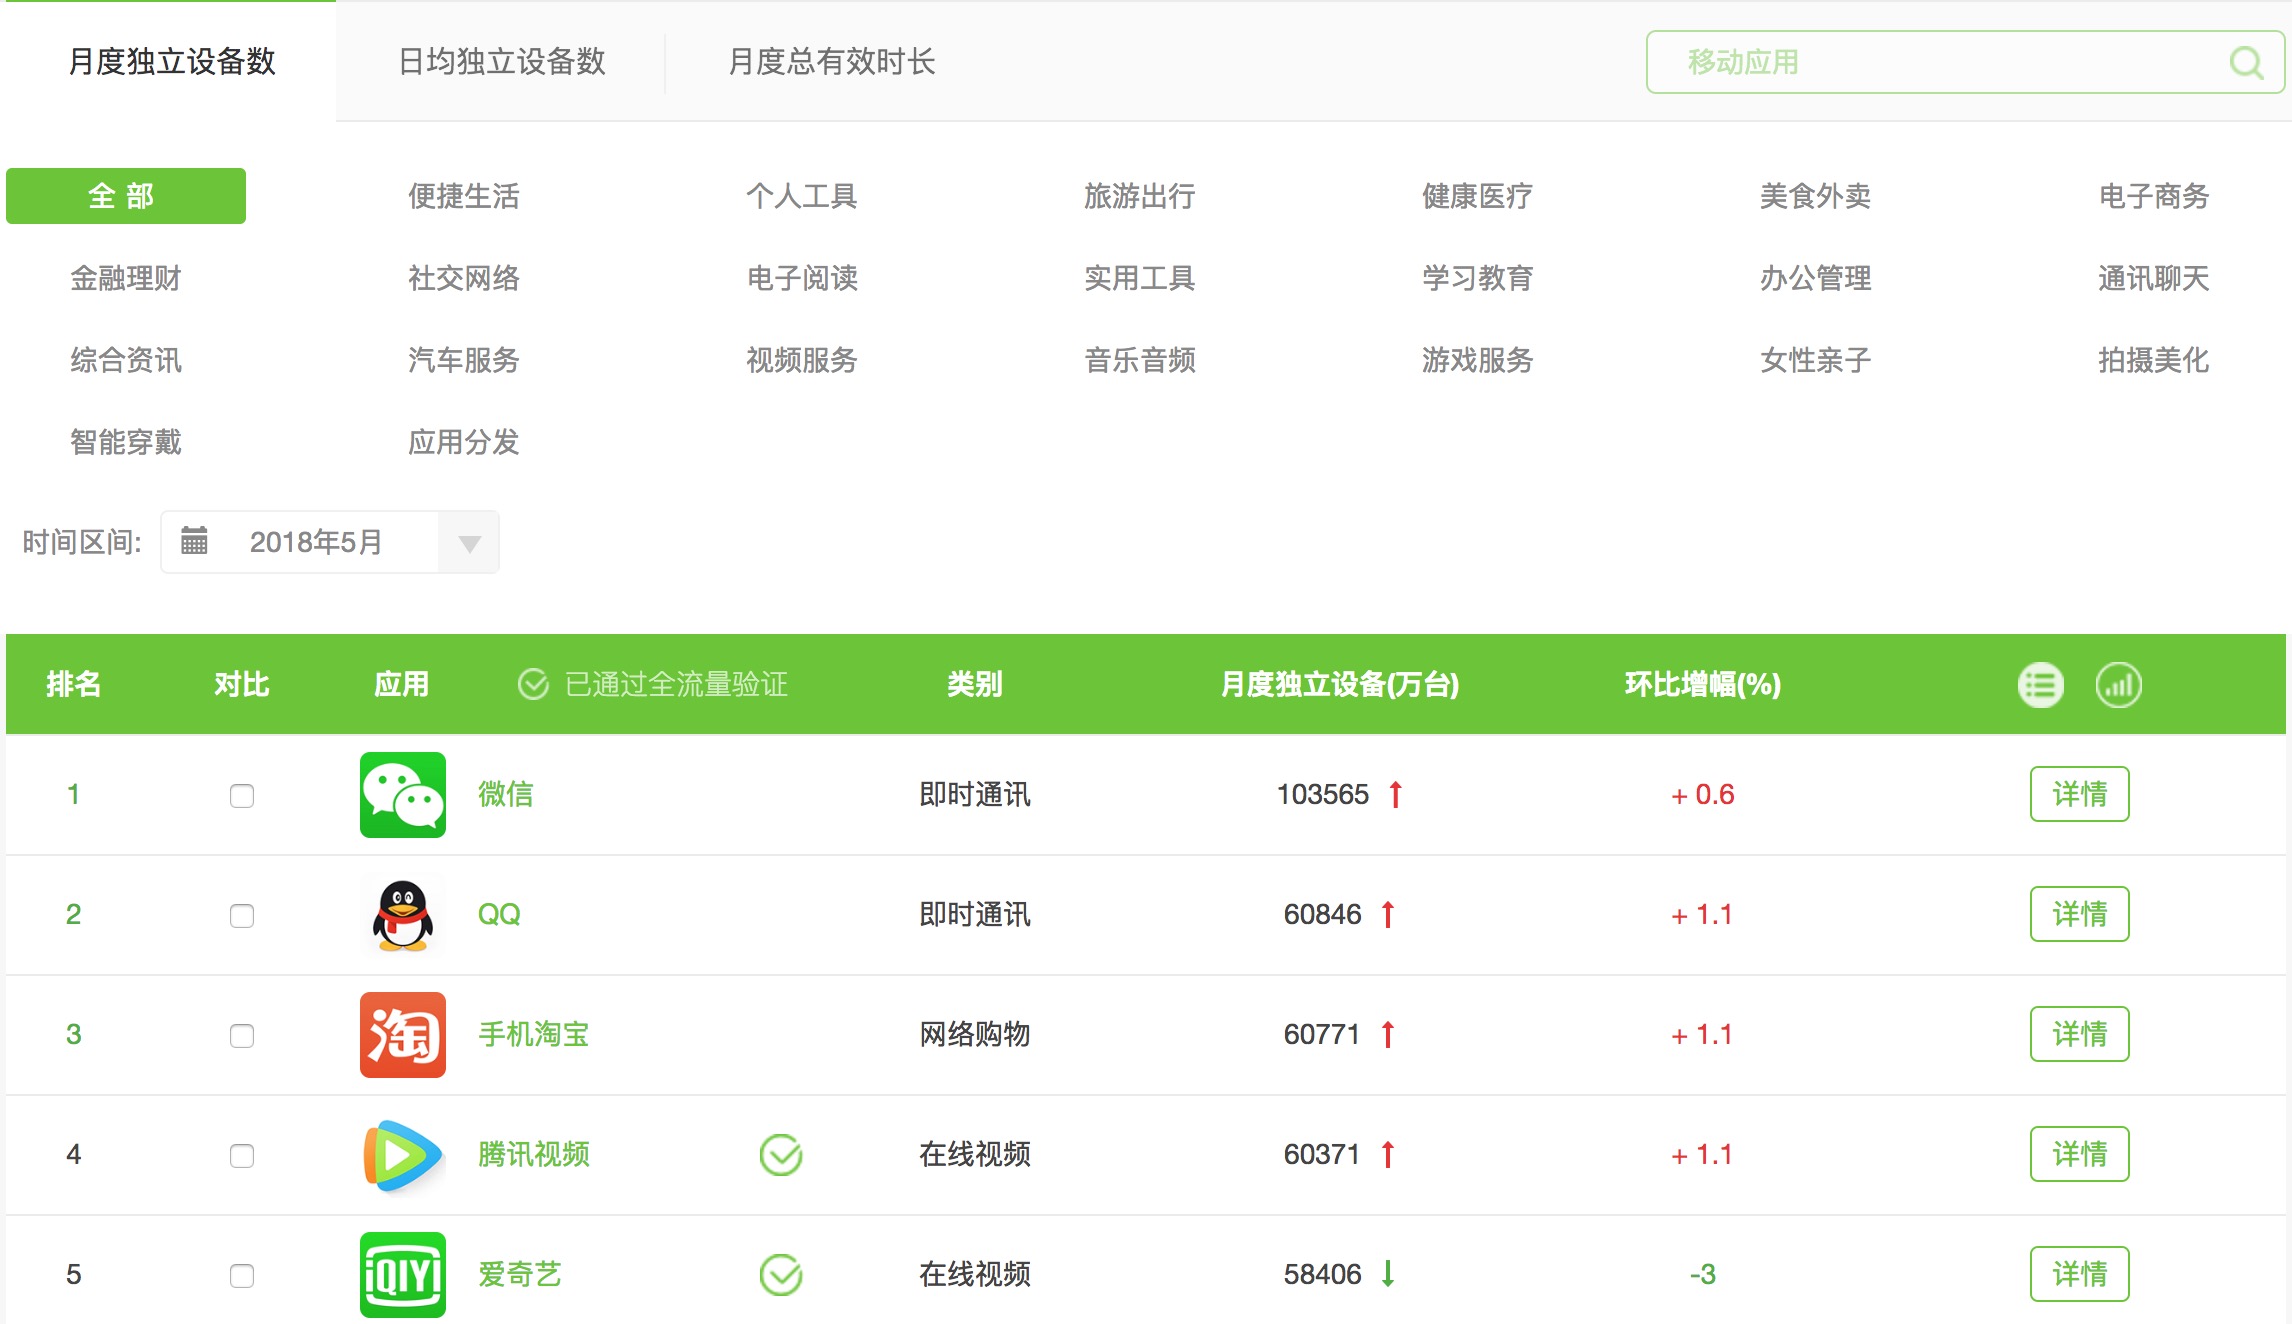 月度独立设备数 日均独立设备数 月度总有效时长 移动应用
全部 便捷生活 个人工具 旅游出行 健康医疗 美食外卖 电子商务
金融理财 社交网络 电子阅读 实用工具 学习教育 办公管理 通讯聊天
综合资讯 汽车服务 视频服务 音乐音频 游戏服务 女性亲子 拍摄美化
智能穿戴 应用分发
时间区间: 2018年5月
排名 对比 应用 已通过全流量验证 类别 月度独立设备(万台) 环比增幅(%)
1 微信 即时通讯 103565 + 0.6 详情
2 QQ 即时通讯 60846 + 1.1 详情
3 淘 手机淘宝 网络购物 60771 + 1.1 详情
4 腾讯视频 在线视频 60371 + 1.1 详情
5 iQIYI 爱奇艺 在线视频 58406 -3 详情